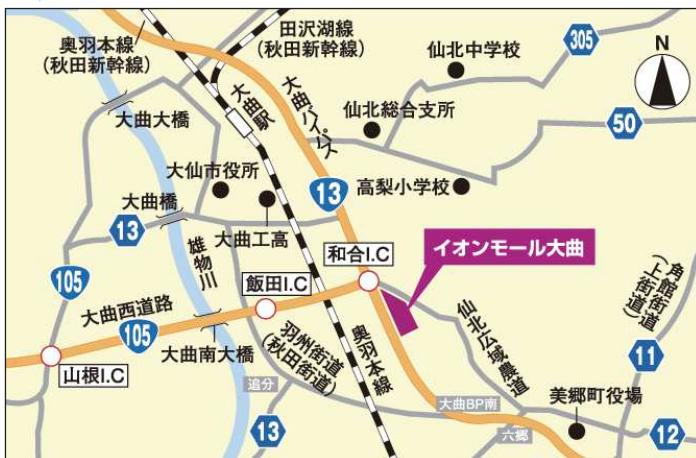 奥羽本線
(秋田新幹線)
田沢湖線
(秋田新幹線)
仙北中学校
305
N
大曲大橋
大曲駅
大曲バイパス
仙北総合支所
50
大仙市役所
13
高梨小学校
大曲橋
13
大曲工高
和合I.C
イオンモール大曲
雄物川
飯田I.C
105
大曲西道路
105
大曲南大橋
羽州街道
(秋田街道)
奥羽本線
仙北広域農道
角館街道
(上街道)
11
山根I.C
追分
大曲BP南
美郷町役場
13
六郷
12